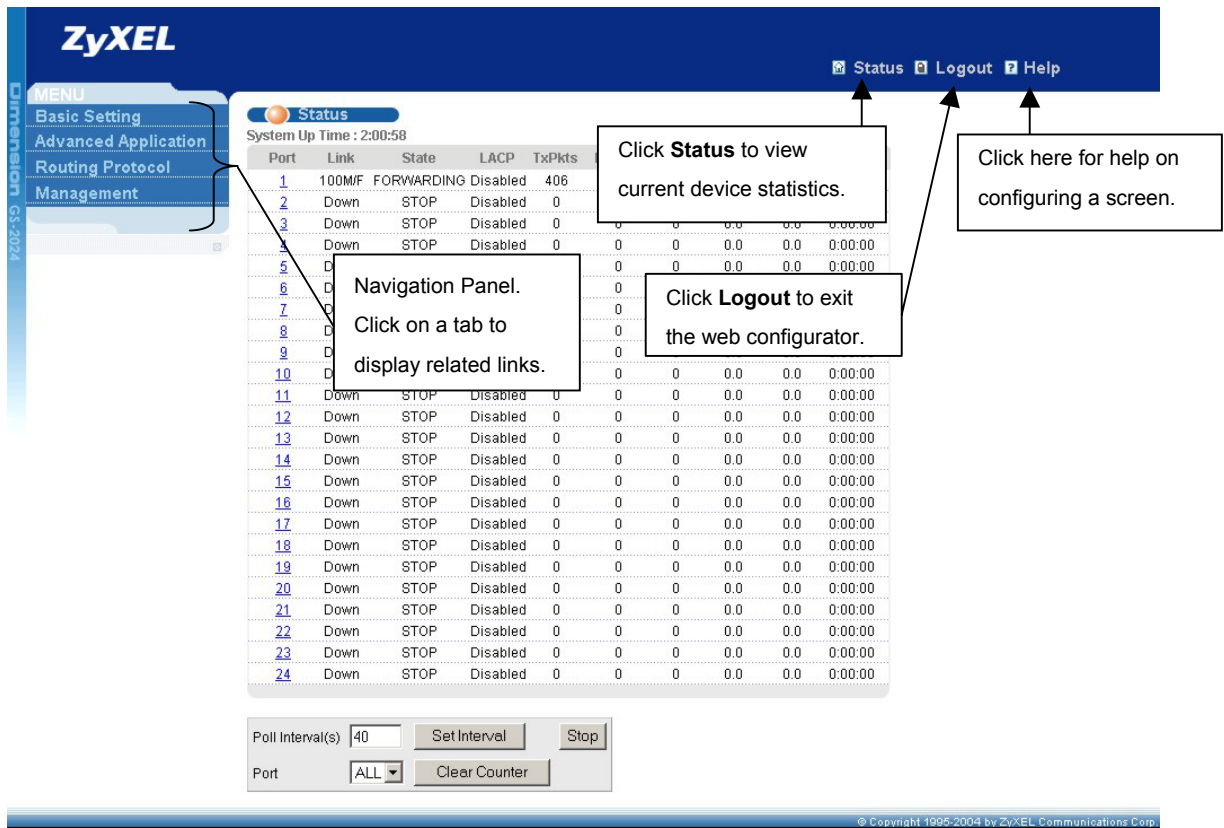 ZyXEL
Status Logout Help
Dimension GS-2024
MENU
Basic Setting
Advanced Application
Routing Protocol
Management
Status
System Up Time : 2:00:58
Port Link State LACP TxPkts
1 100M/F FORWARDING Disabled 406
2 Down STOP Disabled 0
3 Down STOP Disabled 0 0 0 0.0 0.0 0:00:00
4 Down STOP Disabled 0 0 0 0.0 0.0 0:00:00
5 0 0 0.0 0.0 0:00:00
6 0
7 0
8 0
9 0
10 0 0 0.0 0.0 0:00:00
11 Down STOP Disabled 0 0 0 0.0 0.0 0:00:00
12 Down STOP Disabled 0 0 0 0.0 0.0 0:00:00
13 Down STOP Disabled 0 0 0 0.0 0.0 0:00:00
14 Down STOP Disabled 0 0 0 0.0 0.0 0:00:00
15 Down STOP Disabled 0 0 0 0.0 0.0 0:00:00
16 Down STOP Disabled 0 0 0 0.0 0.0 0:00:00
17 Down STOP Disabled 0 0 0 0.0 0.0 0:00:00
18 Down STOP Disabled 0 0 0 0.0 0.0 0:00:00
19 Down STOP Disabled 0 0 0 0.0 0.0 0:00:00
20 Down STOP Disabled 0 0 0 0.0 0.0 0:00:00
21 Down STOP Disabled 0 0 0 0.0 0.0 0:00:00
22 Down STOP Disabled 0 0 0 0.0 0.0 0:00:00
23 Down STOP Disabled 0 0 0 0.0 0.0 0:00:00
24 Down STOP Disabled 0 0 0 0.0 0.0 0:00:00
Click Status to view
current device statistics.
Click here for help on
configuring a screen.
Navigation Panel.
Click on a tab to
display related links.
Click Logout to exit
the web configurator.
Poll Interval(s) 40 Set Interval Stop
Port ALL Clear Counter
© Copyright 1995-2004 by ZyXEL Communications Corp.